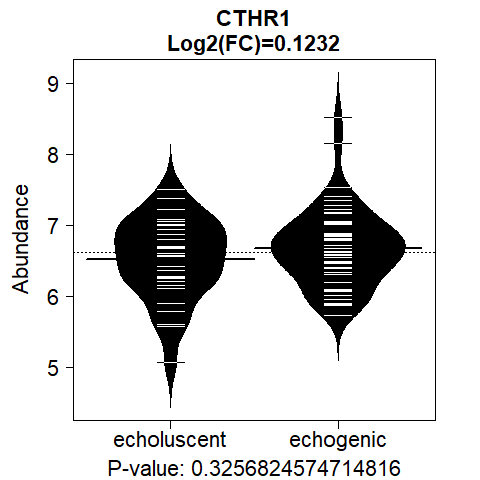 CTHR1
Log2(FC)=0.1232
Abundance
9
8
7
6
5
echoluscent echogenic
P-value: 0.3256824574714816